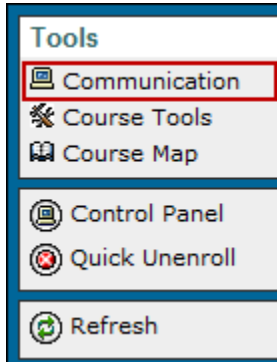 Tools
Communication
Course Tools
Course Map
Control Panel
Quick Unenroll
Refresh